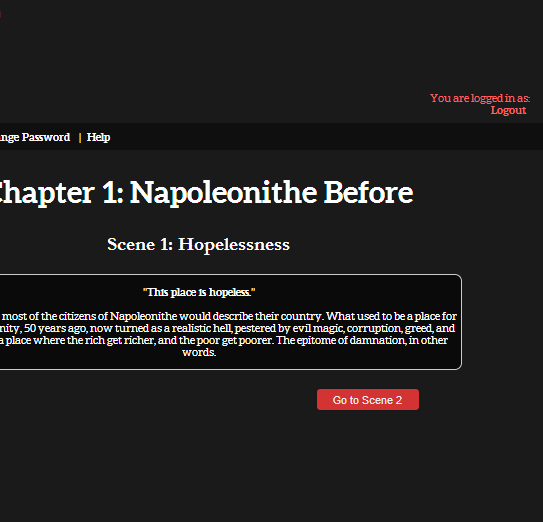 You are logged in as:
Logout
nge Password | Help
Chapter 1: Napoleonithe Before
Scene 1: Hopelessness
"This place is hopeless."
most of the citizens of Napoleonithe would describe their country. What used to be a place for
nity, 50 years ago, now turned as a realistic hell, pestered by evil magic, corruption, greed, and
a place where the rich get richer, and the poor get poorer. The epitome of damnation, in other
words.
Go to Scene 2